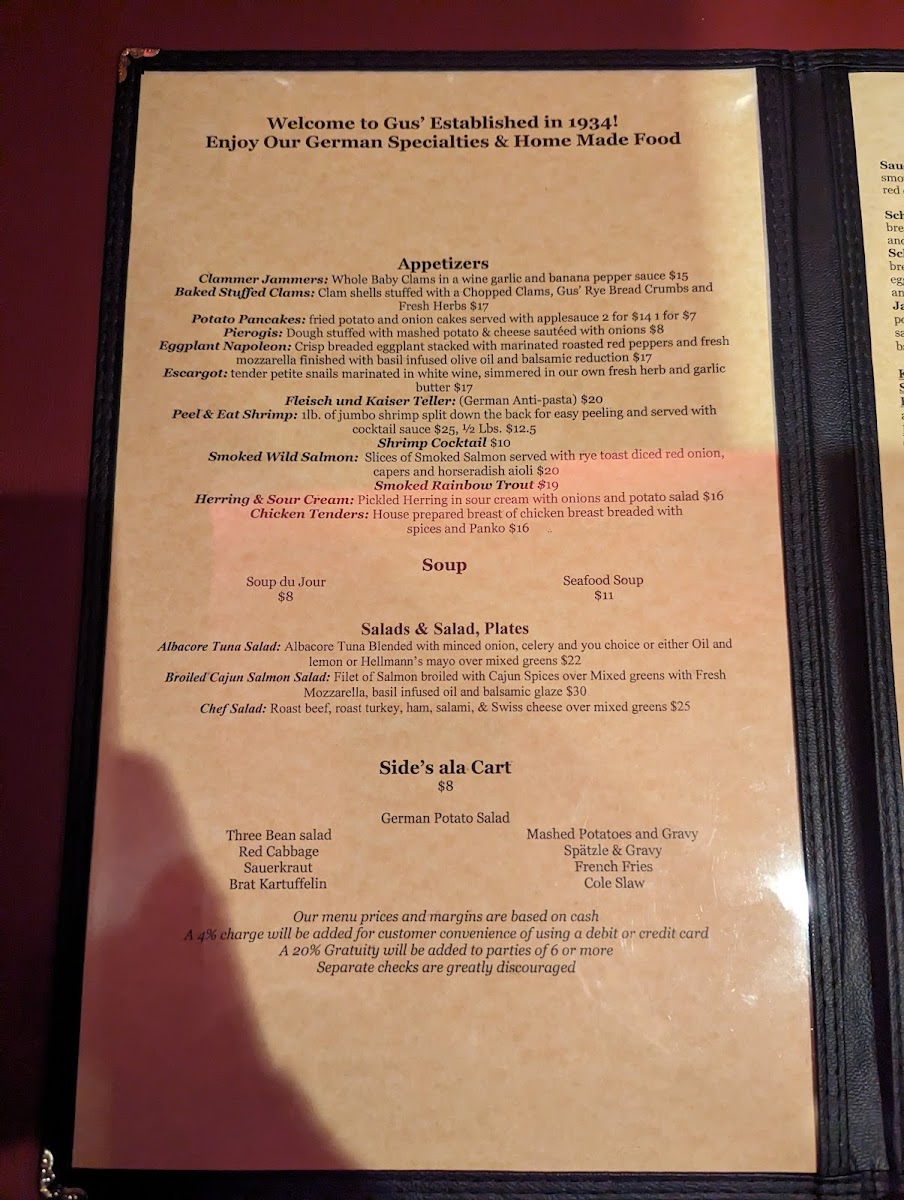 Welcome to Gus' Established in 1934!
Enjoy Our German Specialties & Home Made Food
Appetizers
Clammer Jammers: Whole Baby Clams in a wine garlic and banana pepper sauce $15
Baked Stuffed Clams: Clam shells stuffed with a Chopped Clams, Gus' Rye Bread Crumbs and
Fresh Herbs $17
Potato Pancakes: fried potato and onion cakes served with applesauce 2 for $14 1 for $7
Pierogis: Dough stuffed with mashed potato & cheese sautéed with onions $8
Eggplant Napoleon: Crisp breaded eggplant stacked with marinated roasted red peppers and fresh
mozzarella finished with basil infused olive oil and balsamic reduction $17
Escargot: tender petite snails marinated in white wine, simmered in our own fresh herb and garlic
butter $17
Fleisch und Kaiser Teller: (German Anti-pasta) $20
Peel & Eat Shrimp: 1lb. of jumbo shrimp split down the back for easy peeling and served with
cocktail sauce $25, ½ Lbs. $12.5
Shrimp Cocktail $10
Smoked Wild Salmon: Slices of Smoked Salmon served with rye toast diced red onion,
capers and horseradish aioli $20
Smoked Rainbow Trout $19
Herring & Sour Cream: Pickled Herring in sour cream with onions and potato salad $16
Chicken Tenders: House prepared breast of chicken breast breaded with
spices and Panko $16
Soup
Soup du Jour
$8
Seafood Soup
$11
Salads & Salad, Plates
Albacore Tuna Salad: Albacore Tuna Blended with minced onion, celery and you choice or either Oil and
lemon or Hellmann's mayo over mixed greens $22
Broiled Cajun Salmon Salad: Filet of Salmon broiled with Cajun Spices over Mixed greens with Fresh
Mozzarella, basil infused oil and balsamic glaze $30
Chef Salad: Roast beef, roast turkey, ham, salami, & Swiss cheese over mixed greens $25
Side's ala Cart
$8
German Potato Salad
Three Bean salad
Red Cabbage
Sauerkraut
Brat Kartuffelin
Mashed Potatoes and Gravy
Spätzle & Gravy
French Fries
Cole Slaw
Our menu prices and margins are based on cash
A 4% charge will be added for customer convenience of using a debit or credit card
A 20% Gratuity will be added to parties of 6 or more
Separate checks are greatly discouraged
red